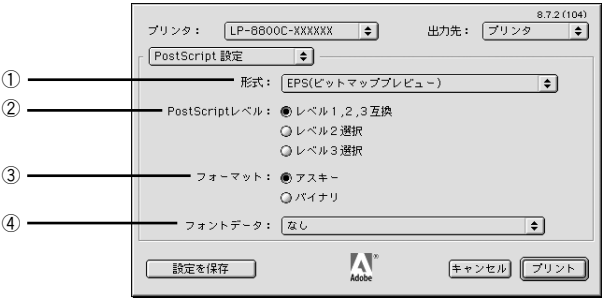 8.7.2 (104)
プリンタ： LP-8800C-XXXXXX 出力先： プリンタ
PostScript 設定
① 形式： EPS(ビットマッププレビュー)
② PostScriptレベル： レベル1,2,3互換
レベル2選択
レベル3選択
③ フォーマット： アスキー
バイナリ
④ フォントデータ： なし
設定を保存 Adobe® キャンセル プリント